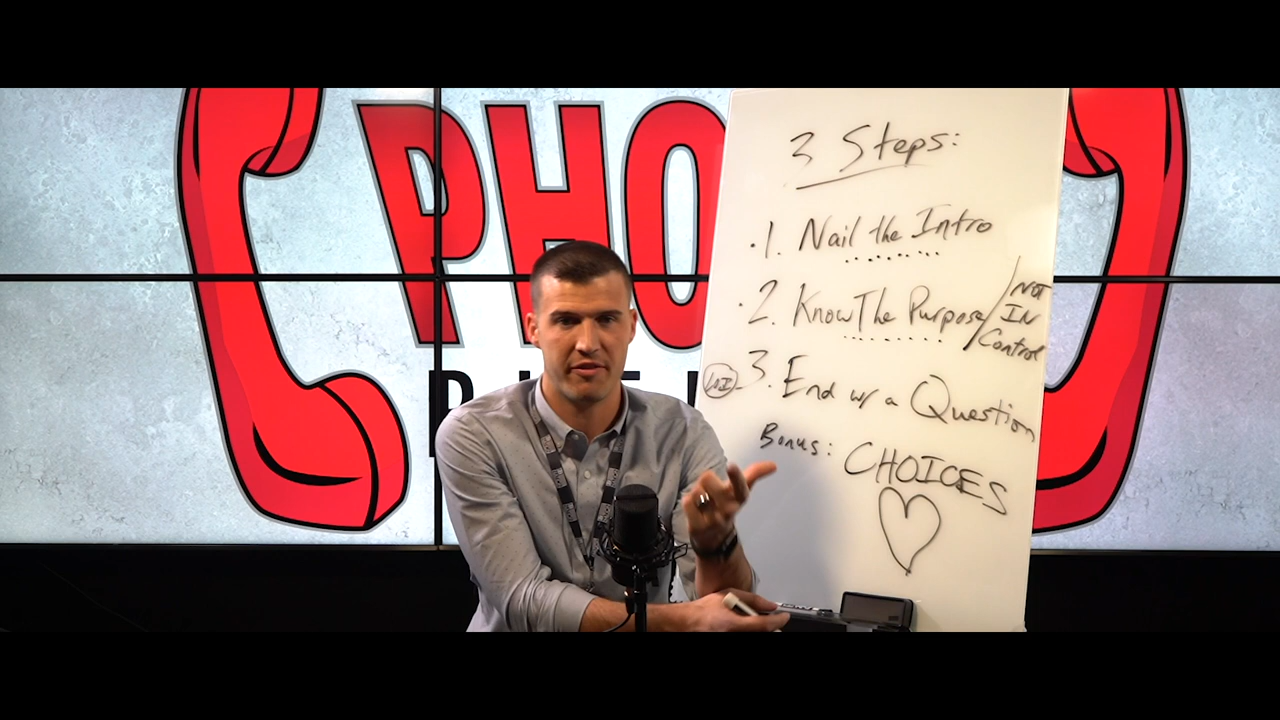 PHO
3 Steps:
.1. Nail the Intro
.2. Know The Purpose/NOT IN Control
3. End w/ a Question
Bonus: CHOICES